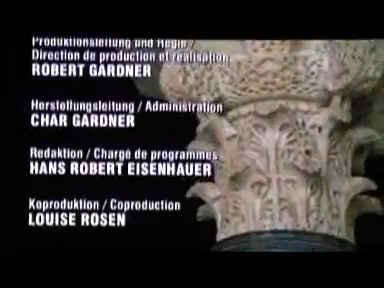 Produktionsleitung und Regie /
Direction de production et réalisation
ROBERT GARDNER
Herstellungsleitung / Administration
CHAR GARDNER
Redaktion / Chargé de programmes
HANS ROBERT EISENHAUER
Koproduktion / Coproduction
LOUISE ROSEN